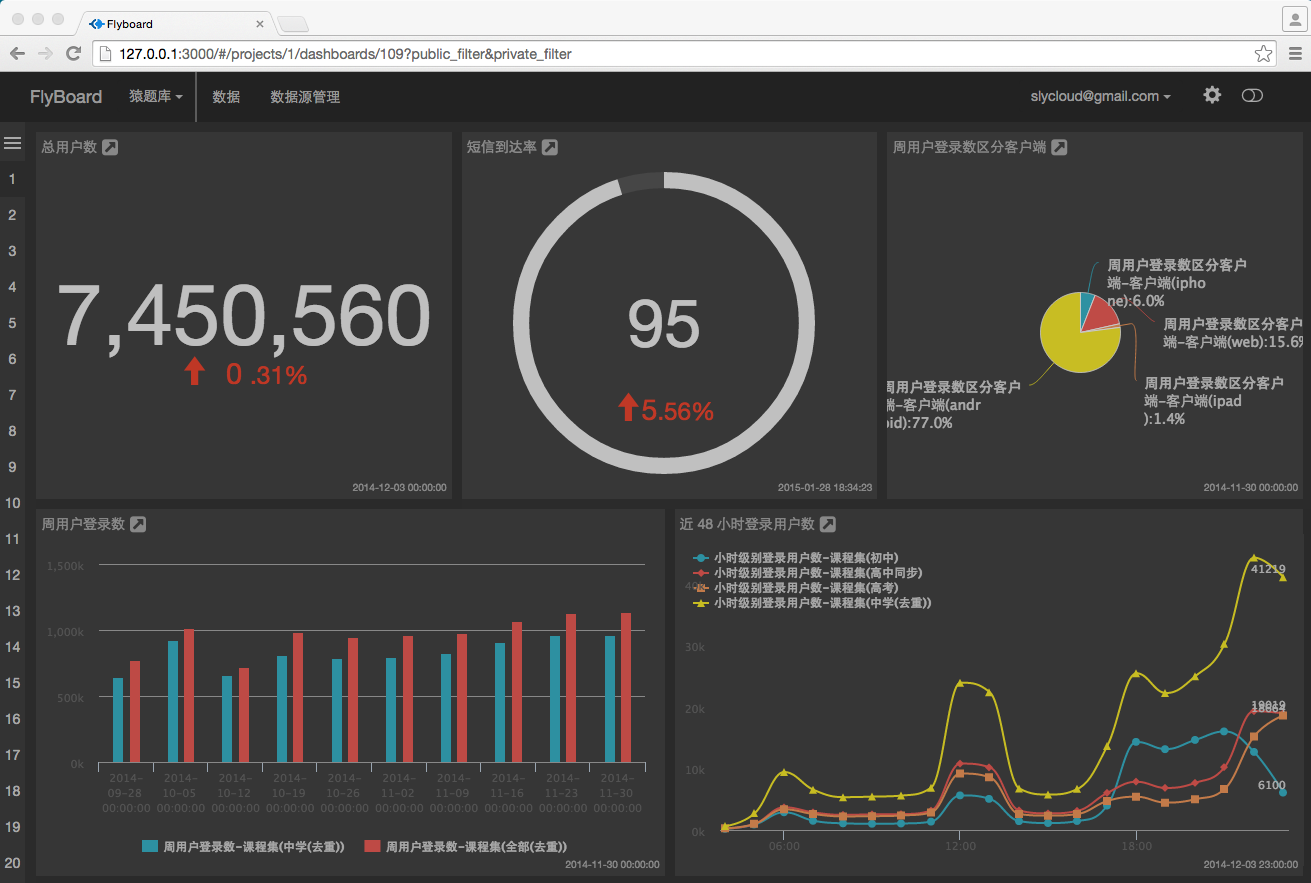 Flyboard
127.0.0.1:3000/#/projects/1/dashboards/109?public_filter&private_filter
FlyBoard 猿题库 数据 数据源管理 slycloud@gmail.com
1
2
3
4
5
6
7
8
9
10
11
12
13
14
15
16
17
18
19
20
总用户数
7,450,560
0 .31%
2014-12-03 00:00:00
短信到达率
95
5.56%
2015-01-28 18:34:23
周用户登录数区分客户端
周用户登录数区分客户
端-客户端(ipho
ne):6.0%
周用户登录数区分客户
端-客户端(web):15.6%
周用户登录数区分客户
端-客户端(ipad
):1.4%
周用户登录数区分客户
端-客户端(andr
oid):77.0%
2014-11-30 00:00:00
周用户登录数
1,500k
1,000k
500k
0k
2014-09-28 00:00:00
2014-10-05 00:00:00
2014-10-12 00:00:00
2014-10-19 00:00:00
2014-10-26 00:00:00
2014-11-02 00:00:00
2014-11-09 00:00:00
2014-11-16 00:00:00
2014-11-23 00:00:00
2014-11-30 00:00:00
周用户登录数-课程集(中学(去重)) 周用户登录数-课程集(全部(去重))
2014-11-30 00:00:00
近 48 小时登录用户数
小时级别登录用户数-课程集(初中)
小时级别登录用户数-课程集(高中同步)
小时级别登录用户数-课程集(高考)
小时级别登录用户数-课程集(中学(去重))
40k
30k
20k
10k
0k
41219
19019
18864
6100
06:00 12:00 18:00
2014-12-03 23:00:00